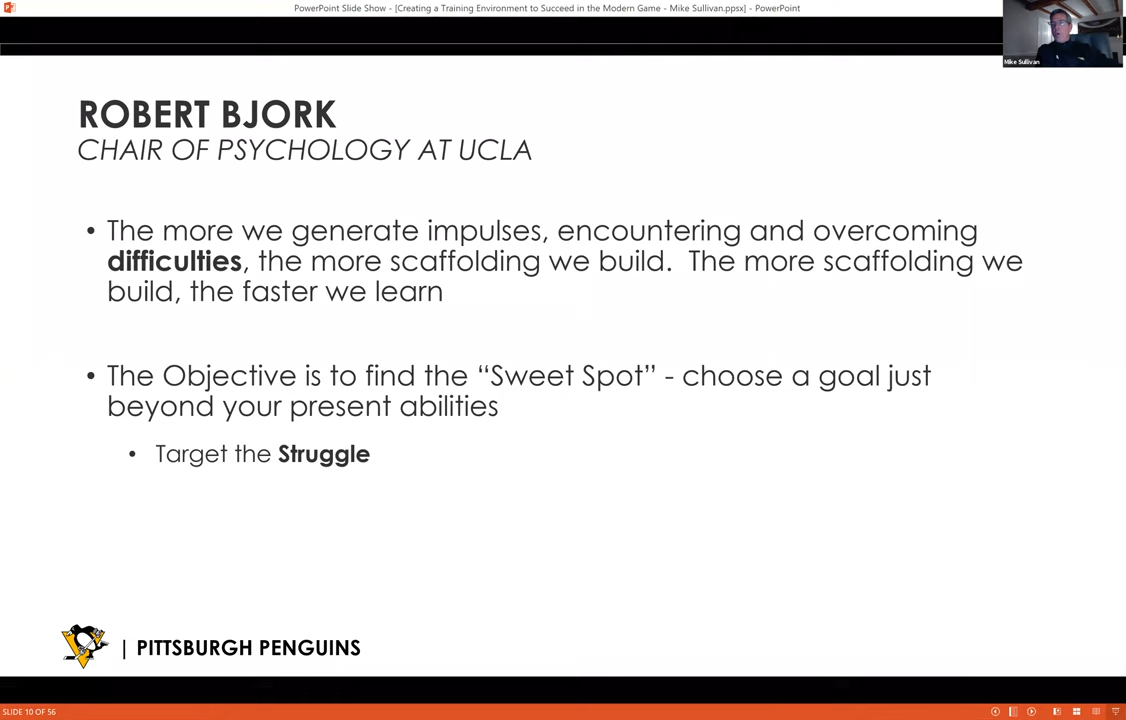 PowerPoint Slide Show - [Creating a Training Environment to Succeed in the Modern Game - Mike Sullivan.ppsx] - PowerPoint
Mike Sullivan
ROBERT BJORK
CHAIR OF PSYCHOLOGY AT UCLA
• The more we generate impulses, encountering and overcoming
difficulties, the more scaffolding we build. The more scaffolding we
build, the faster we learn
• The Objective is to find the “Sweet Spot” - choose a goal just
beyond your present abilities
• Target the Struggle
| PITTSBURGH PENGUINS
SLIDE 10 OF 56